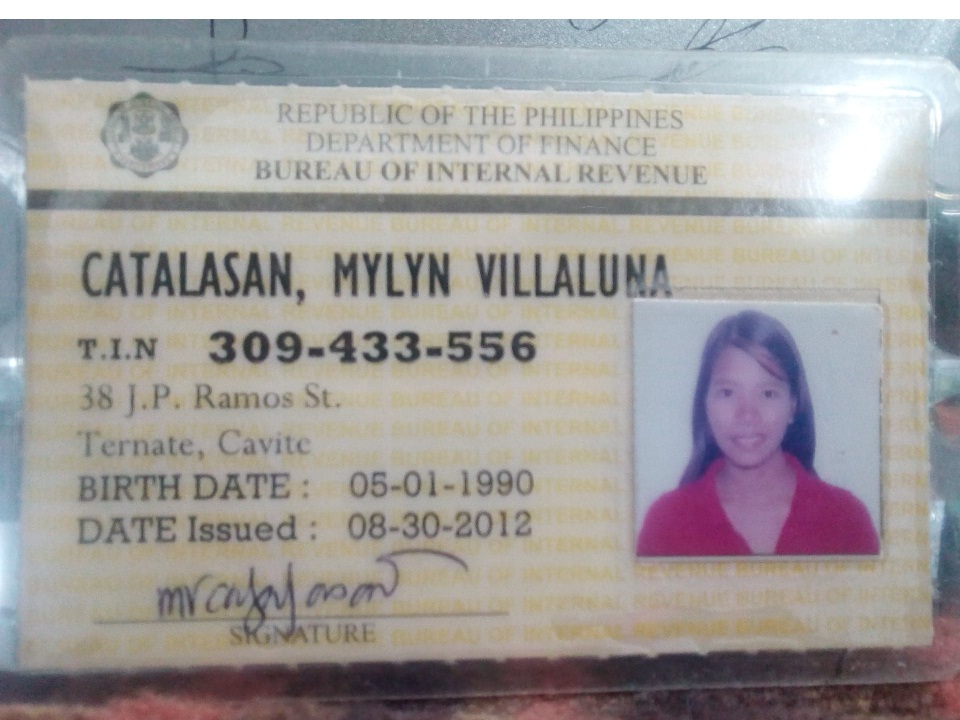 REPUBLIC OF THE PHILIPPINES
DEPARTMENT OF FINANCE
BUREAU OF INTERNAL REVENUE
CATALASAN, MYLYN VILLALUNA
T.I.N 309-433-556
38 J.P. Ramos St.
Ternate, Cavite
BIRTH DATE : 05-01-1990
DATE Issued : 08-30-2012
SIGNATURE